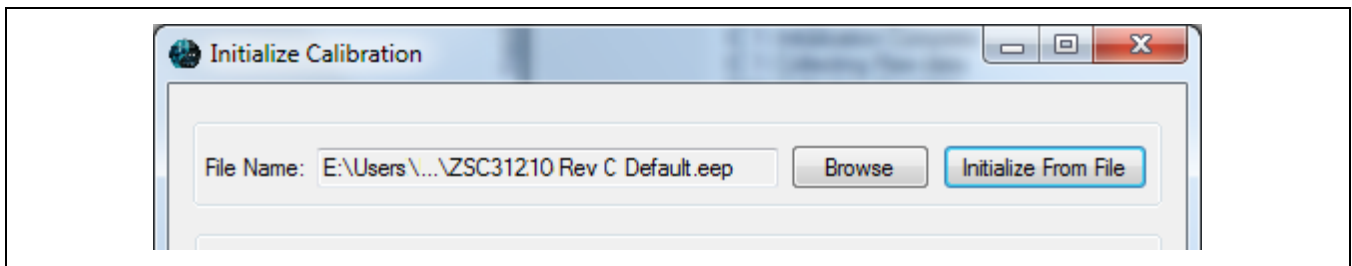 Initialize Calibration
File Name: E:\Users\...\ZSC31210 Rev C Default.eep Browse Initialize From File